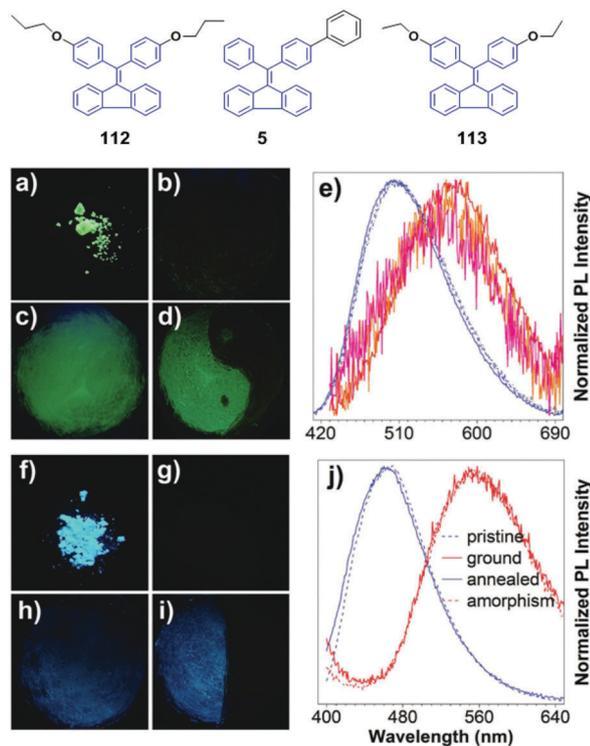 O O O O
112 5 113
a) b) e)
c) d)
Normalized PL Intensity
420 510 600 690
f) g) j)
h) i)
pristine
ground
annealed
amorphism
Normalized PL Intensity
400 480 560 640
Wavelength (nm)